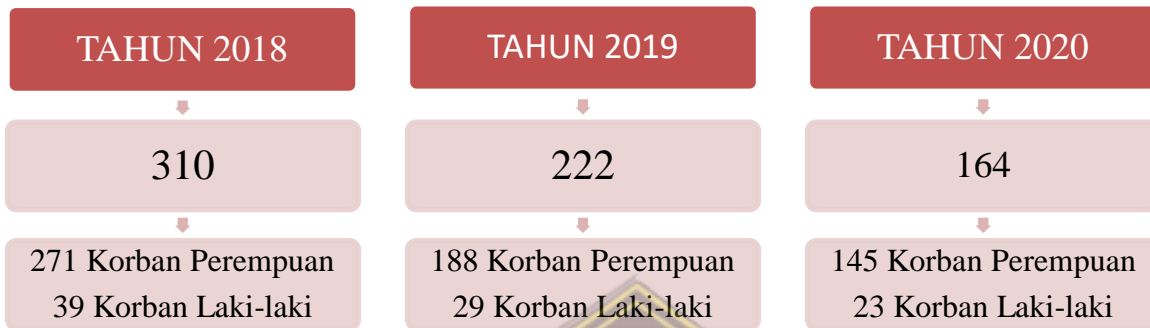 TAHUN 2018
310
271 Korban Perempuan
39 Korban Laki-laki
TAHUN 2019
222
188 Korban Perempuan
29 Korban Laki-laki
TAHUN 2020
164
145 Korban Perempuan
23 Korban Laki-laki